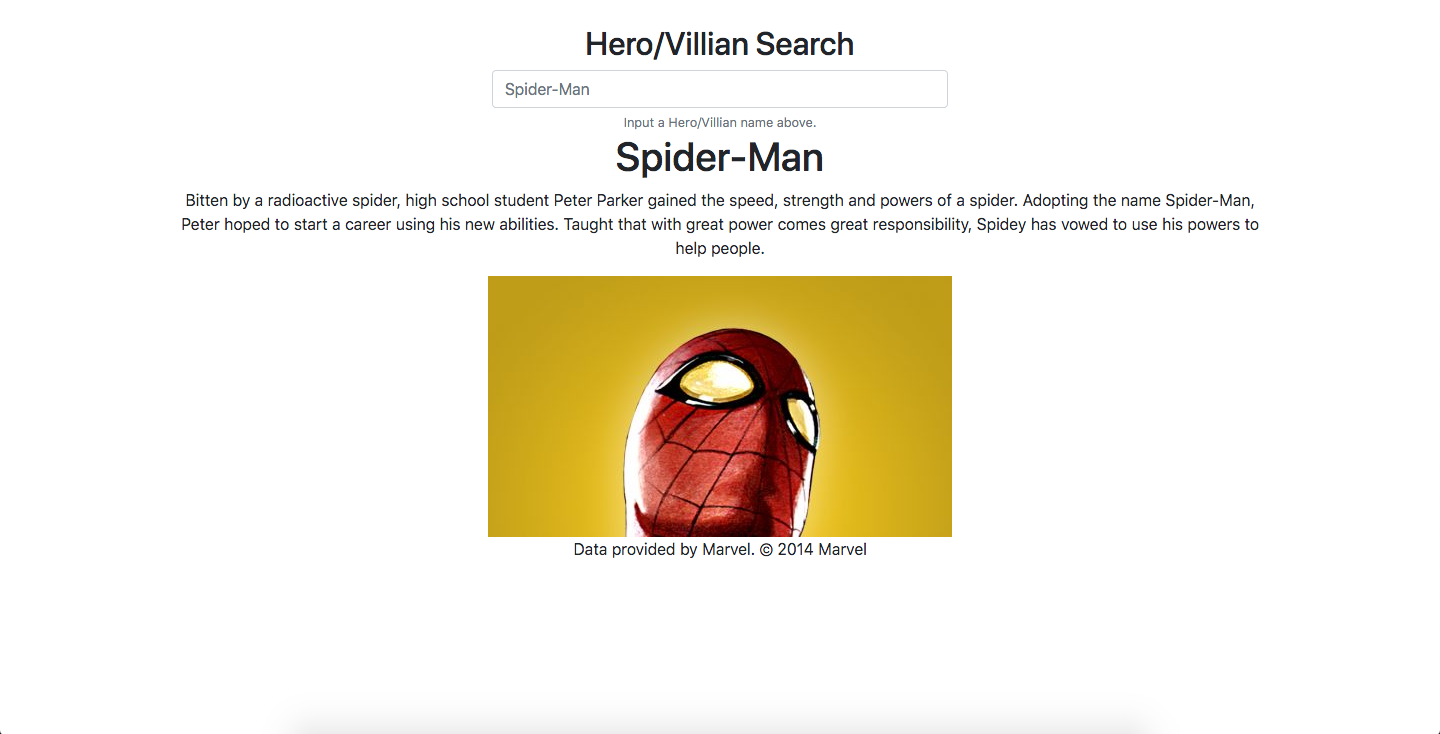 Hero/Villian Search
Spider-Man
Input a Hero/Villian name above.
Spider-Man
Bitten by a radioactive spider, high school student Peter Parker gained the speed, strength and powers of a spider. Adopting the name Spider-Man,
Peter hoped to start a career using his new abilities. Taught that with great power comes great responsibility, Spidey has vowed to use his powers to
help people.
Data provided by Marvel. © 2014 Marvel